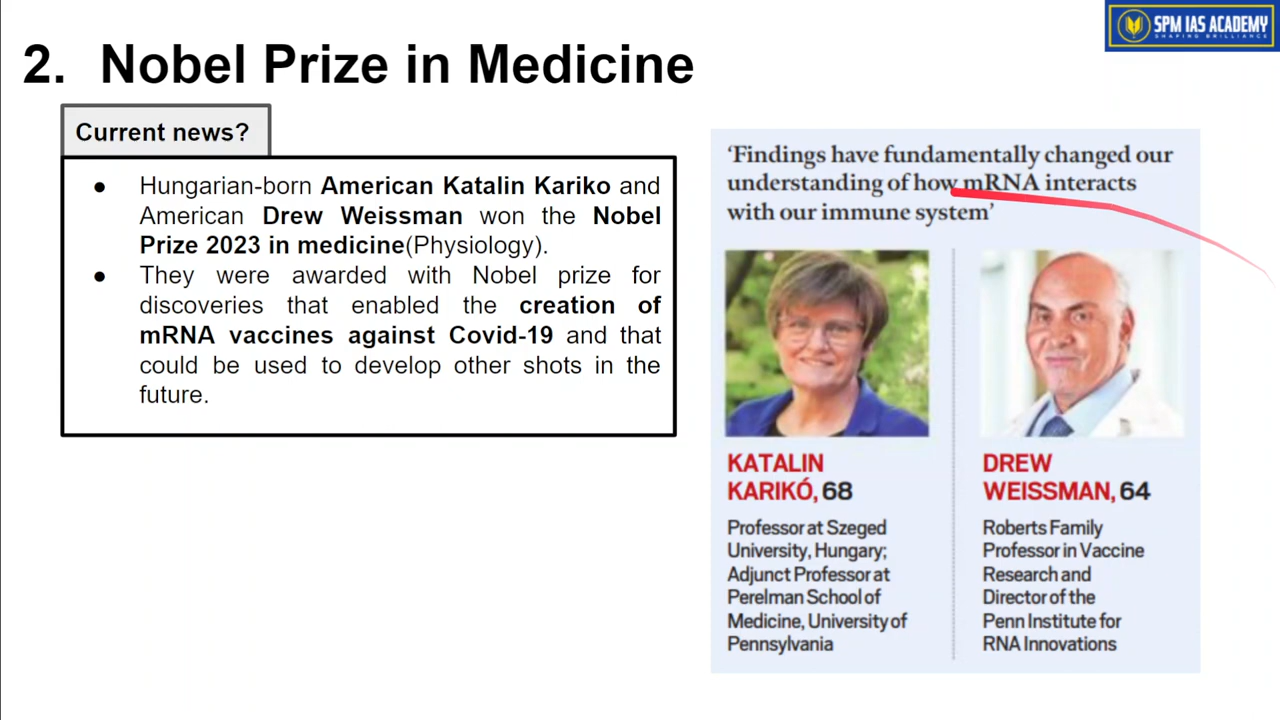 SPM IAS ACADEMY
SHAPING BRILLIANCE
2. Nobel Prize in Medicine
Current news?
● Hungarian-born American Katalin Kariko and
American Drew Weissman won the Nobel
Prize 2023 in medicine(Physiology).
● They were awarded with Nobel prize for
discoveries that enabled the creation of
mRNA vaccines against Covid-19 and that
could be used to develop other shots in the
future.
‘Findings have fundamentally changed our
understanding of how mRNA interacts
with our immune system’
KATALIN
KARIKÓ, 68
Professor at Szeged
University, Hungary;
Adjunct Professor at
Perelman School of
Medicine, University of
Pennsylvania
DREW
WEISSMAN, 64
Roberts Family
Professor in Vaccine
Research and
Director of the
Penn Institute for
RNA Innovations